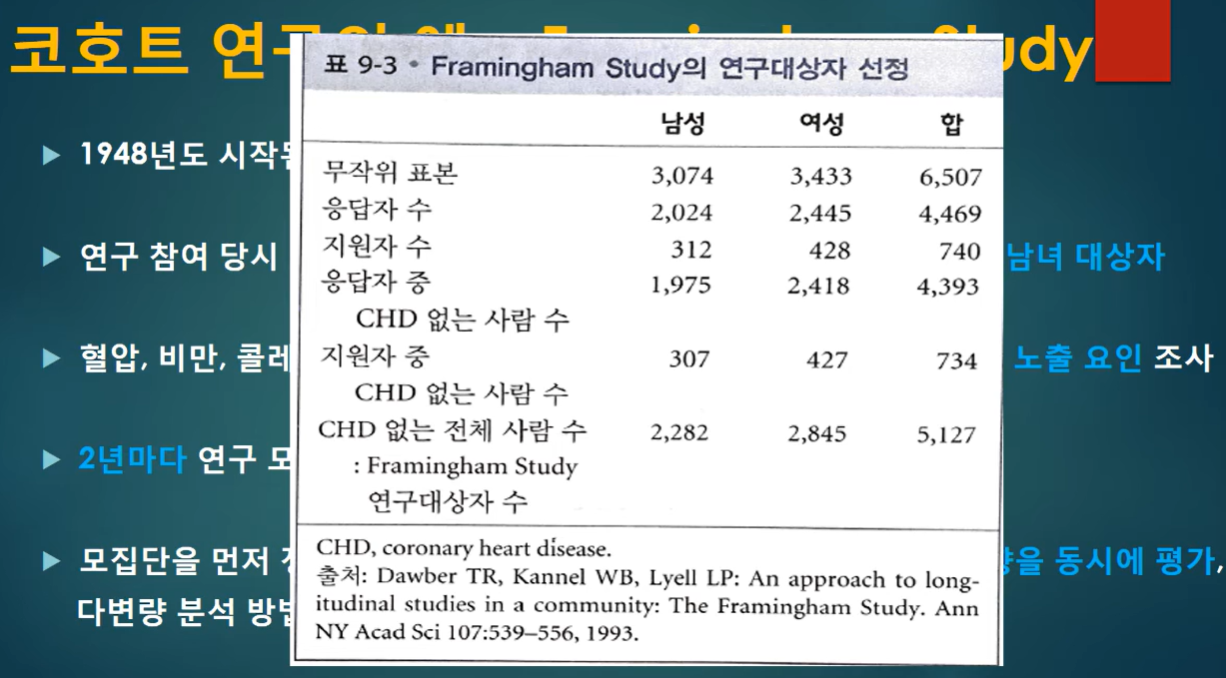 코호트 연구의
udy
표 9-3 • Framingham Study의 연구대상자 선정
남성 여성 합
무작위 표본 3,074 3,433 6,507
응답자 수 2,024 2,445 4,469
지원자 수 312 428 740
응답자 중 1,975 2,418 4,393
CHD 없는 사람 수
지원자 중 307 427 734
CHD 없는 사람 수
CHD 없는 전체 사람 수 2,282 2,845 5,127
: Framingham Study
연구대상자 수
CHD, coronary heart disease.
출처: Dawber TR, Kannel WB, Lyell LP: An approach to long-
itudinal studies in a community: The Framingham Study. Ann
NY Acad Sci 107:539–556, 1993.
▶ 1948년도
▶ 연구 참여 당시
남녀 대상자
▶ 혈압, 비만,
노출 요인 조사
▶ 2년마다 연구
▶ 모집단을 먼저
동시에 평가,
다변량 분석